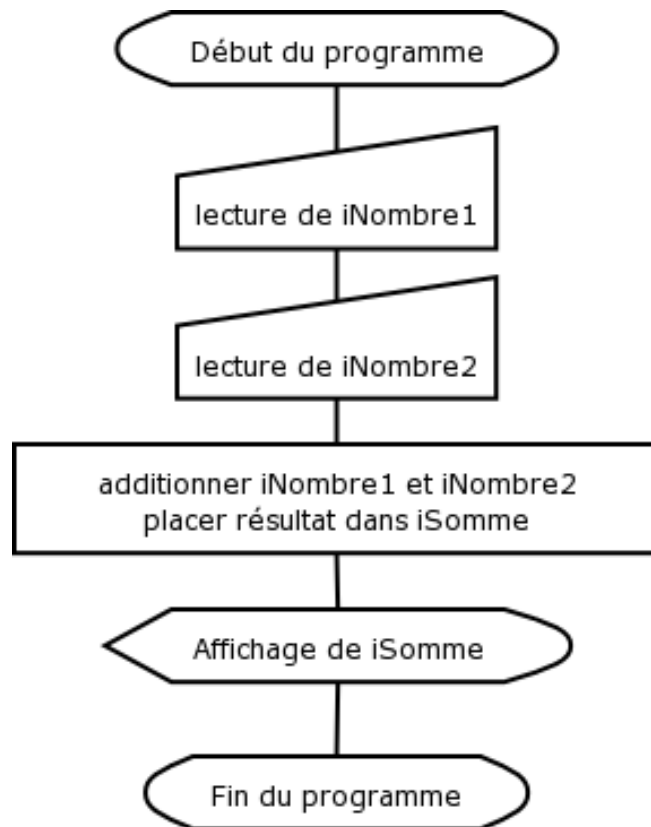 Début du programme
lecture de iNombre1
lecture de iNombre2
additionner iNombre1 et iNombre2
placer résultat dans iSomme
Affichage de iSomme
Fin du programme